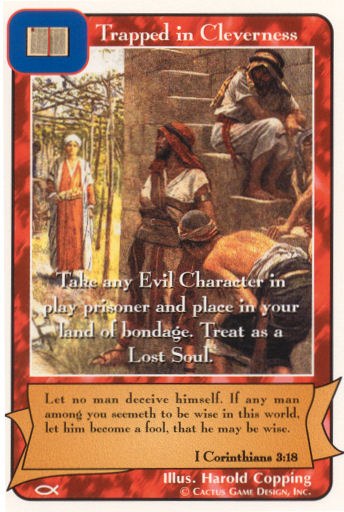 Trapped in Cleverness
Take any Evil Character in
play prisoner and place in your
land of bondage. Treat as a
Lost Soul.
Let no man deceive himself. If any man
among you seemeth to be wise in this world,
let him become a fool, that he may be wise.
I Corinthians 3:18
Illus. Harold Copping
© Cactus Game Design, Inc.